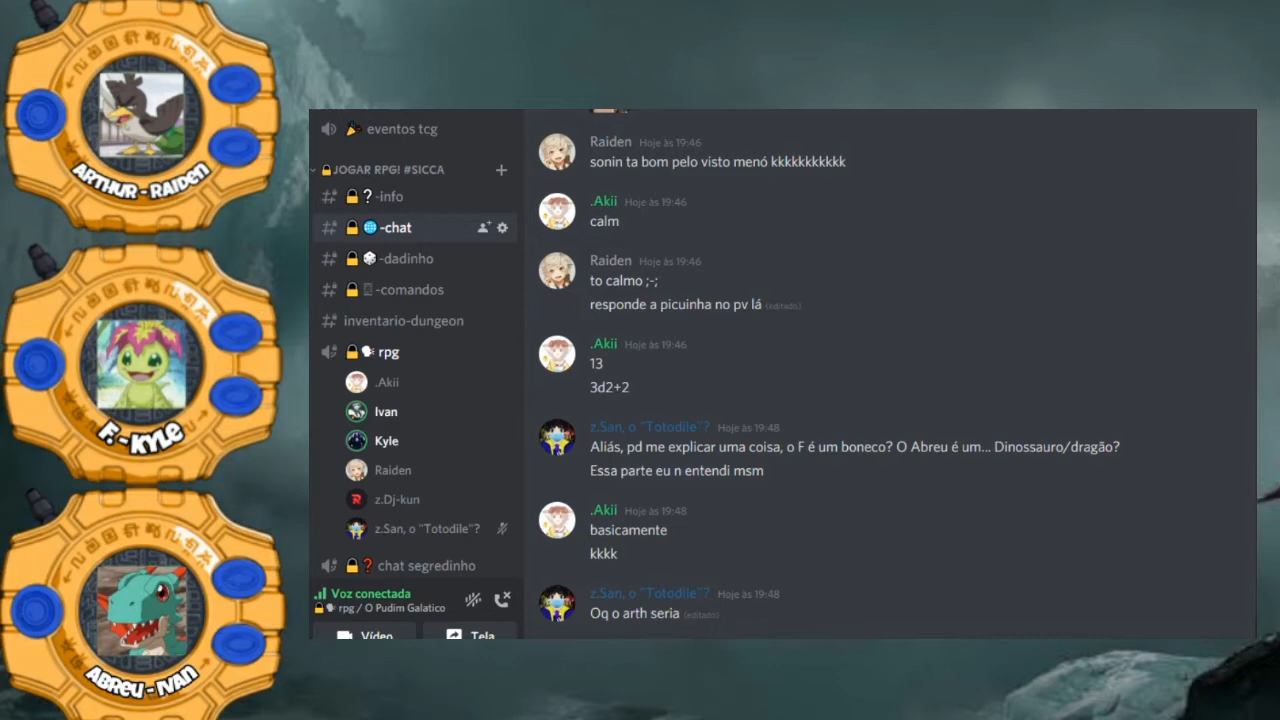 ARTHUR - RAIDEN
F. - KYLE
ABREU - IVAN
eventos tcg
JOGAR RPG! #SICCA
-info
-chat
-dadinho
-comandos
inventario-dungeon
rpg
.Akii
Ivan
Kyle
Raiden
z.Dj-kun
z.San, o "Totodile"?
chat segredinho
Voz conectada
rpg / O Pudim Galatico
Vídeo
Tela
Raiden Hoje às 19:46
sonin ta bom pelo visto menó kkkkkkkkkkk
.Akii Hoje às 19:46
calm
Raiden Hoje às 19:46
to calmo ;-;
responde a picuinha no pv lá (editado)
.Akii Hoje às 19:46
13
3d2+2
z.San, o "Totodile"? Hoje às 19:48
Aliás, pd me explicar uma coisa, o F é um boneco? O Abreu é um... Dinossauro/dragão?
Essa parte eu n entendi msm
.Akii Hoje às 19:48
basicamente
kkkk
z.San, o "Totodile"? Hoje às 19:48
Oq o arth seria (editado)